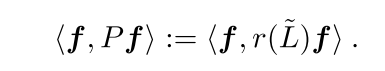 ⟨𝒇, P𝒇⟩ := ⟨𝒇, r(L̃)𝒇⟩ .